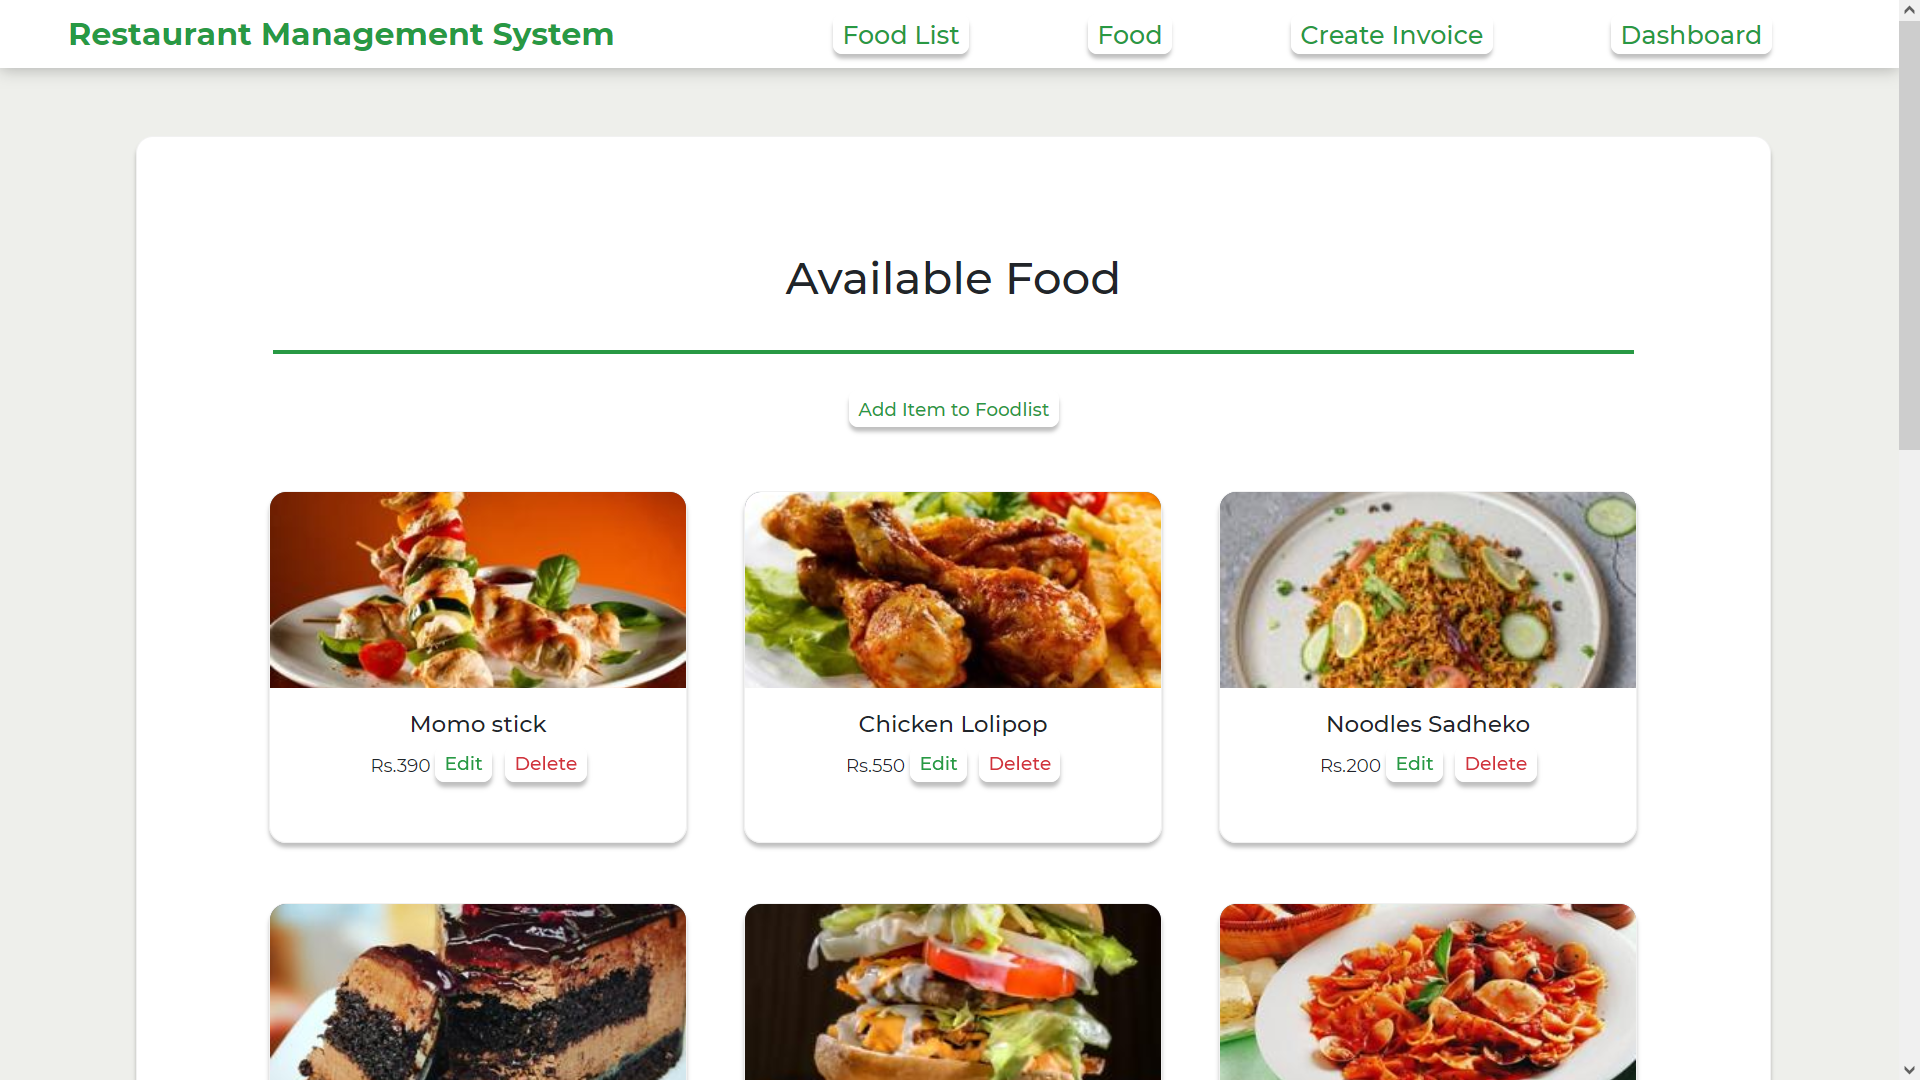 Restaurant Management System Food List Food Create Invoice Dashboard
Available Food
Add Item to Foodlist
Momo stick
Rs.390 Edit Delete
Chicken Lolipop
Rs.550 Edit Delete
Noodles Sadheko
Rs.200 Edit Delete